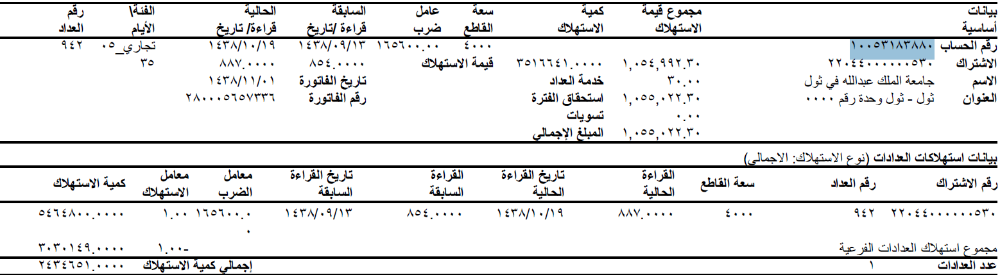 بيانات أساسية مجموع قيمة الاستهلاك كمية الاستهلاك سعة القاطع عامل ضرب السابقة قراءة /تاريخ الحالية قراءة/ تاريخ الفئة\ الأيام رقم العداد
رقم الحساب ١٠٠٥٣١٨٣٨٨٠ ٤٠٠٠ ١٦٥٦٠٠.٠٠ ١٤٣٨/٠٩/١٣ ١٤٣٨/١٠/١٩ تجاري_٠٥ ٩٤٢
الاشتراك ٢٢٠٤٤٠٠٠٠٠٠٥٣٠ ١,٠٥٤,٩٩٢.٣٠ ٣٥١٦٦٤١.٠٠٠٠ قيمة الاستهلاك ٨٥٤.٠٠٠٠ ٨٨٧.٠٠٠٠ ٣٥
الاسم جامعة الملك عبدالله في ثول ٣٠.٠٠ خدمة العداد تاريخ الفاتورة ١٤٣٨/١١/٠١
العنوان ثول - ثول وحدة رقم ٠٠٠٠ ١,٠٥٥,٠٢٢.٣٠ استحقاق الفترة رقم الفاتورة ٢٨٠٠٠٥٦٥٧٣٣٦
٠.٠٠ تسويات
١,٠٥٥,٠٢٢.٣٠ المبلغ الإجمالي
بيانات استهلاكات العدادات (نوع الاستهلاك: الاجمالي)
رقم الاشتراك رقم العداد سعة القاطع القراءة الحالية تاريخ القراءة الحالية القراءة السابقة تاريخ القراءة السابقة معامل الضرب معامل الاستهلاك كمية الاستهلاك
٢٢٠٤٤٠٠٠٠٠٠٥٣٠ ٩٤٢ ٤٠٠٠ ٨٨٧.٠٠٠٠ ١٤٣٨/١٠/١٩ ٨٥٤.٠٠٠٠ ١٤٣٨/٠٩/١٣ ١٦٥٦٠٠.٠٠ ١.٠٠ ٥٤٦٤٨٠٠.٠٠٠٠
مجموع استهلاك العدادات الفرعية -١.٠٠ ٣٠٣٠١٤٩.٠٠٠٠
عدد العدادات ١ إجمالي كمية الاستهلاك ٢٤٣٤٦٥١.٠٠٠٠